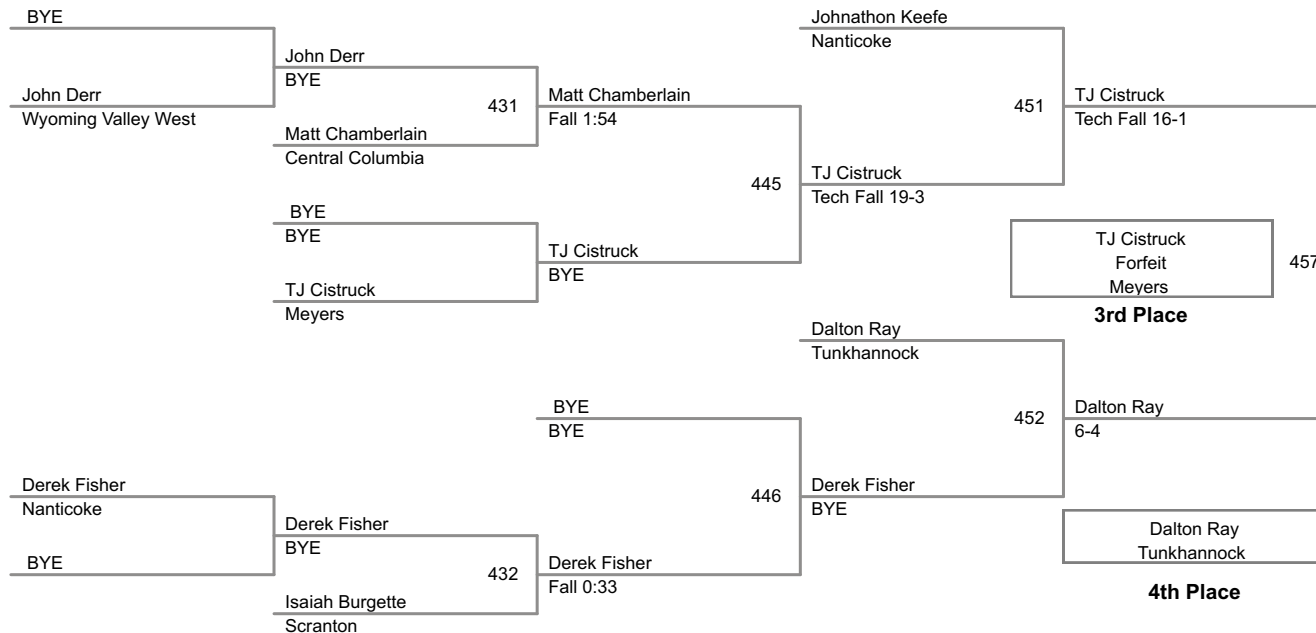 BYE
Johnathon Keefe
Nanticoke
John Derr
BYE
John Derr
Wyoming Valley West
431
Matt Chamberlain
Fall 1:54
451
TJ Cistruck
Tech Fall 16-1
Matt Chamberlain
Central Columbia
445
TJ Cistruck
Tech Fall 19-3
BYE
BYE
TJ Cistruck
BYE
TJ Cistruck
Forfeit
Meyers
457
3rd Place
TJ Cistruck
Meyers
Dalton Ray
Tunkhannock
BYE
BYE
452
Dalton Ray
6-4
Derek Fisher
Nanticoke
446
Derek Fisher
BYE
Derek Fisher
BYE
Dalton Ray
Tunkhannock
BYE
432
Derek Fisher
Fall 0:33
4th Place
Isaiah Burgette
Scranton